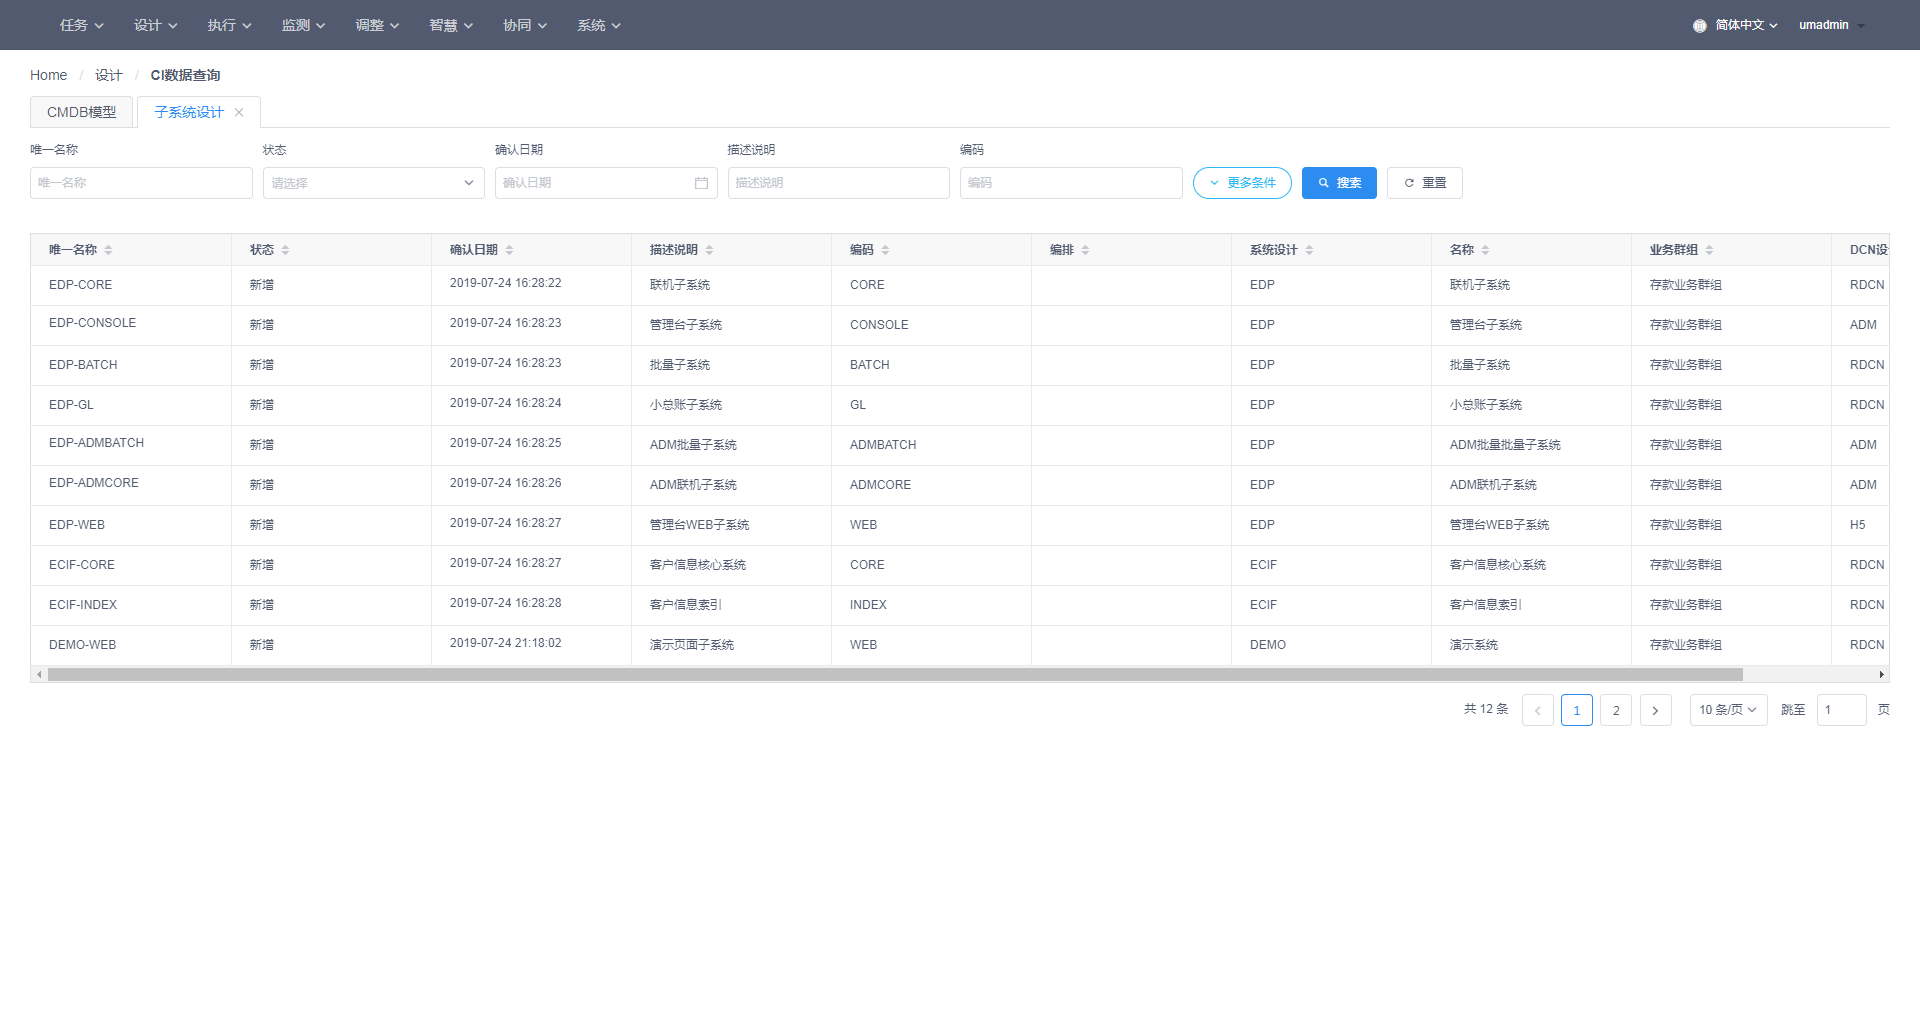 任务 设计 执行 监测 调整 智慧 协同 系统 简体中文 umadmin
Home / 设计 / CI数据查询
CMDB模型 子系统设计
唯一名称 状态 确认日期 描述说明 编码
唯一名称 请选择 确认日期 描述说明 编码 更多条件 搜索 重置
唯一名称 状态 确认日期 描述说明 编码 编排 系统设计 名称 业务群组 DCN设
EDP-CORE 新增 2019-07-24 16:28:22 联机子系统 CORE EDP 联机子系统 存款业务群组 RDCN
EDP-CONSOLE 新增 2019-07-24 16:28:23 管理台子系统 CONSOLE EDP 管理台子系统 存款业务群组 ADM
EDP-BATCH 新增 2019-07-24 16:28:23 批量子系统 BATCH EDP 批量子系统 存款业务群组 RDCN
EDP-GL 新增 2019-07-24 16:28:24 小总账子系统 GL EDP 小总账子系统 存款业务群组 RDCN
EDP-ADMBATCH 新增 2019-07-24 16:28:25 ADM批量子系统 ADMBATCH EDP ADM批量批量子系统 存款业务群组 ADM
EDP-ADMCORE 新增 2019-07-24 16:28:26 ADM联机子系统 ADMCORE EDP ADM联机子系统 存款业务群组 ADM
EDP-WEB 新增 2019-07-24 16:28:27 管理台WEB子系统 WEB EDP 管理台WEB子系统 存款业务群组 H5
ECIF-CORE 新增 2019-07-24 16:28:27 客户信息核心系统 CORE ECIF 客户信息核心系统 存款业务群组 RDCN
ECIF-INDEX 新增 2019-07-24 16:28:28 客户信息索引 INDEX ECIF 客户信息索引 存款业务群组 RDCN
DEMO-WEB 新增 2019-07-24 21:18:02 演示页面子系统 WEB DEMO 演示系统 存款业务群组 RDCN
共 12 条 1 2 10 条/页 跳至 1 页